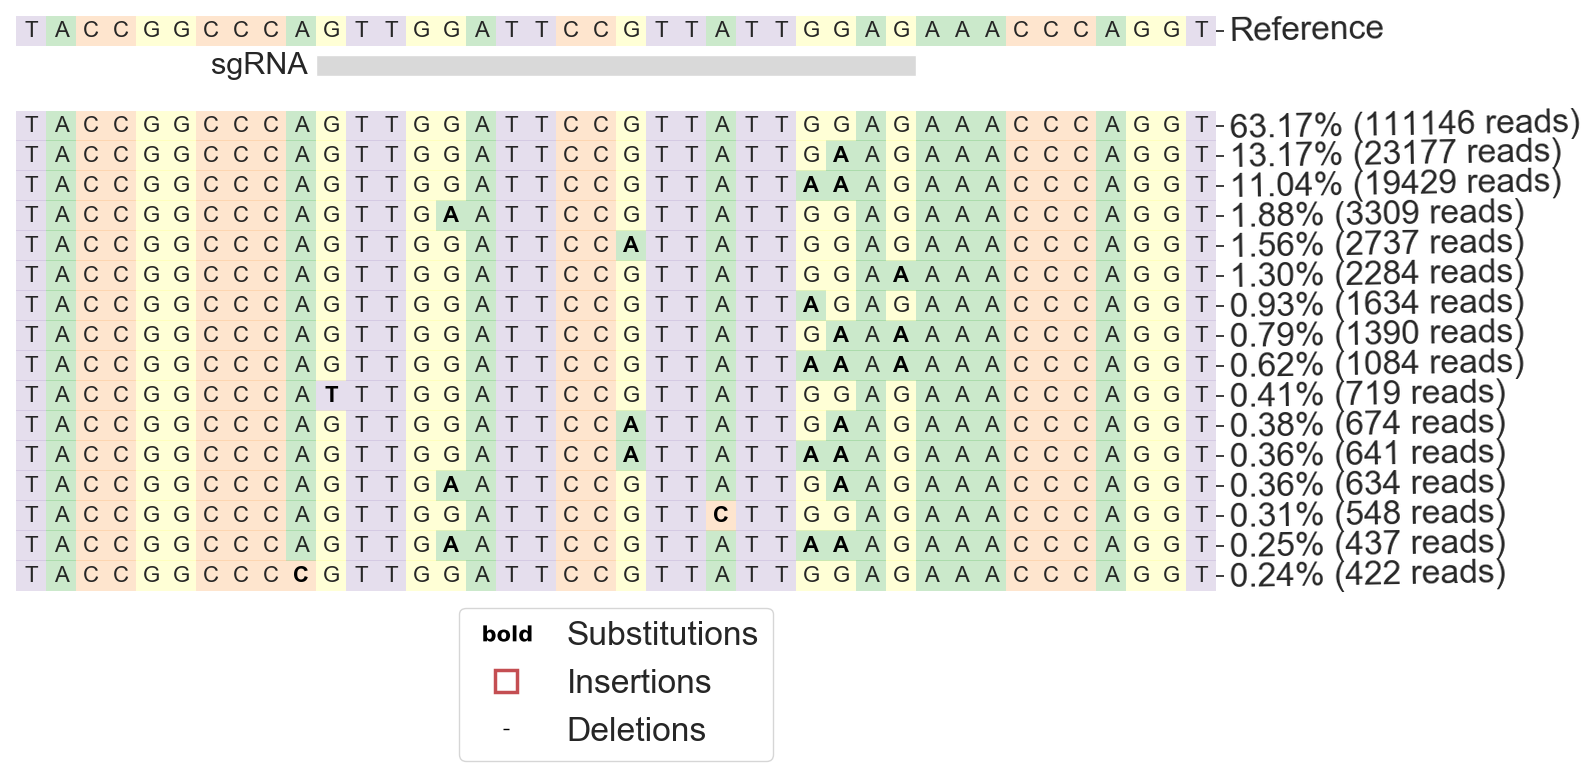 T A C C G G C C C A G T T G G A T T C C G T T A T T G G A G A A A C C C A G G T Reference
sgRNA
T A C C G G C C C A G T T G G A T T C C G T T A T T G G A G A A A C C C A G G T 63.17% (111146 reads)
T A C C G G C C C A G T T G G A T T C C G T T A T T G A A G A A A C C C A G G T 13.17% (23177 reads)
T A C C G G C C C A G T T G G A T T C C G T T A T T A A A G A A A C C C A G G T 11.04% (19429 reads)
T A C C G G C C C A G T T G A A T T C C G T T A T T G G A G A A A C C C A G G T 1.88% (3309 reads)
T A C C G G C C C A G T T G G A T T C C A T T A T T G G A G A A A C C C A G G T 1.56% (2737 reads)
T A C C G G C C C A G T T G G A T T C C G T T A T T G G A A A A A C C C A G G T 1.30% (2284 reads)
T A C C G G C C C A G T T G G A T T C C G T T A T T A G A G A A A C C C A G G T 0.93% (1634 reads)
T A C C G G C C C A G T T G G A T T C C G T T A T T G A A A A A A C C C A G G T 0.79% (1390 reads)
T A C C G G C C C A G T T G G A T T C C G T T A T T A A A A A A A C C C A G G T 0.62% (1084 reads)
T A C C G G C C C A T T T G G A T T C C G T T A T T G G A G A A A C C C A G G T 0.41% (719 reads)
T A C C G G C C C A G T T G G A T T C C A T T A T T G A A G A A A C C C A G G T 0.38% (674 reads)
T A C C G G C C C A G T T G G A T T C C A T T A T T A A A G A A A C C C A G G T 0.36% (641 reads)
T A C C G G C C C A G T T G A A T T C C G T T A T T G A A G A A A C C C A G G T 0.36% (634 reads)
T A C C G G C C C A G T T G G A T T C C G T T C T T G G A G A A A C C C A G G T 0.31% (548 reads)
T A C C G G C C C A G T T G A A T T C C G T T A T T A A A G A A A C C C A G G T 0.25% (437 reads)
T A C C G G C C C C G T T G G A T T C C G T T A T T G G A G A A A C C C A G G T 0.24% (422 reads)
bold Substitutions
Insertions
- Deletions